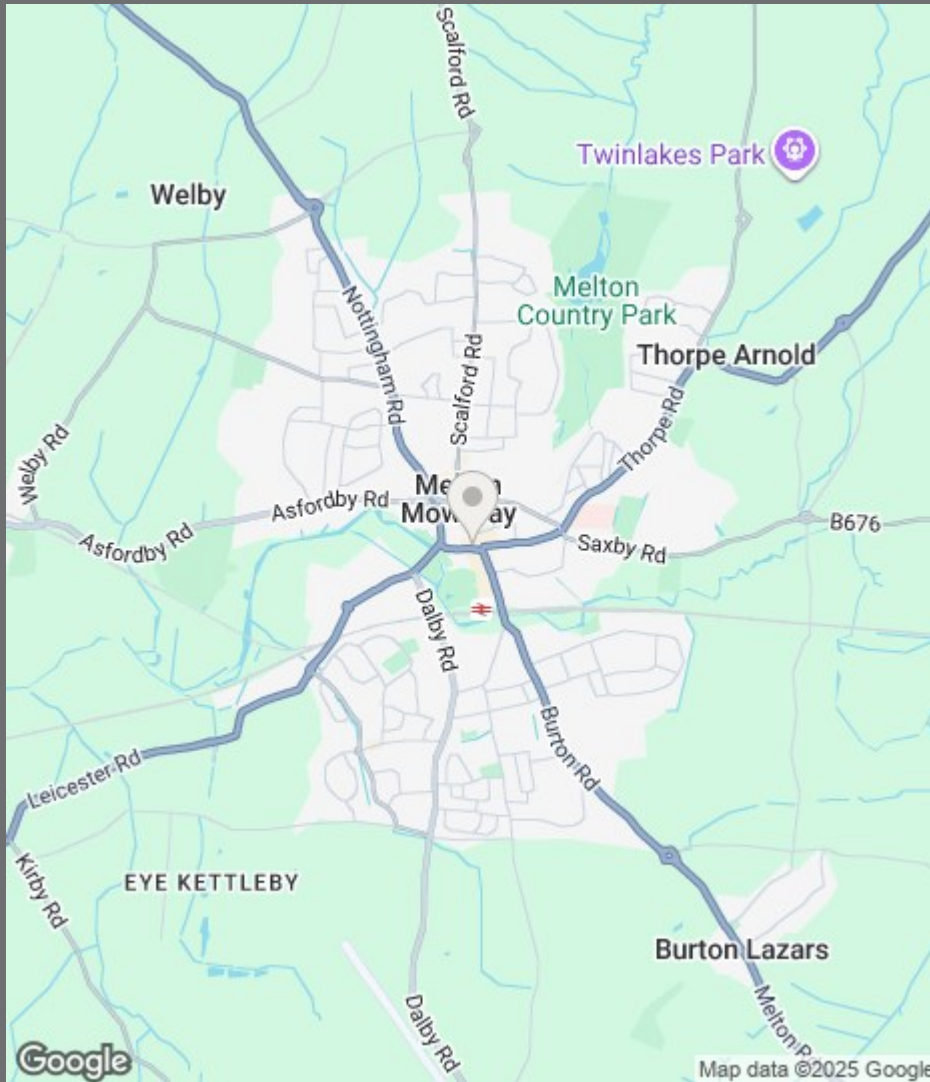 Scalford Rd
Twinlakes Park
Welby
Melton
Country Park
Nottingham Rd
Scalford Rd
Thorpe Arnold
Thorpe Rd
Welby Rd
Asfordby Rd
Asfordby Rd
B676
Saxby Rd
Dalby Rd
Burton Rd
Leicester Rd
Kirby Rd
EYE KETTLEBY
Burton Lazars
Melton Rd
Dalby Rd
Google
Map data ©2025 Google